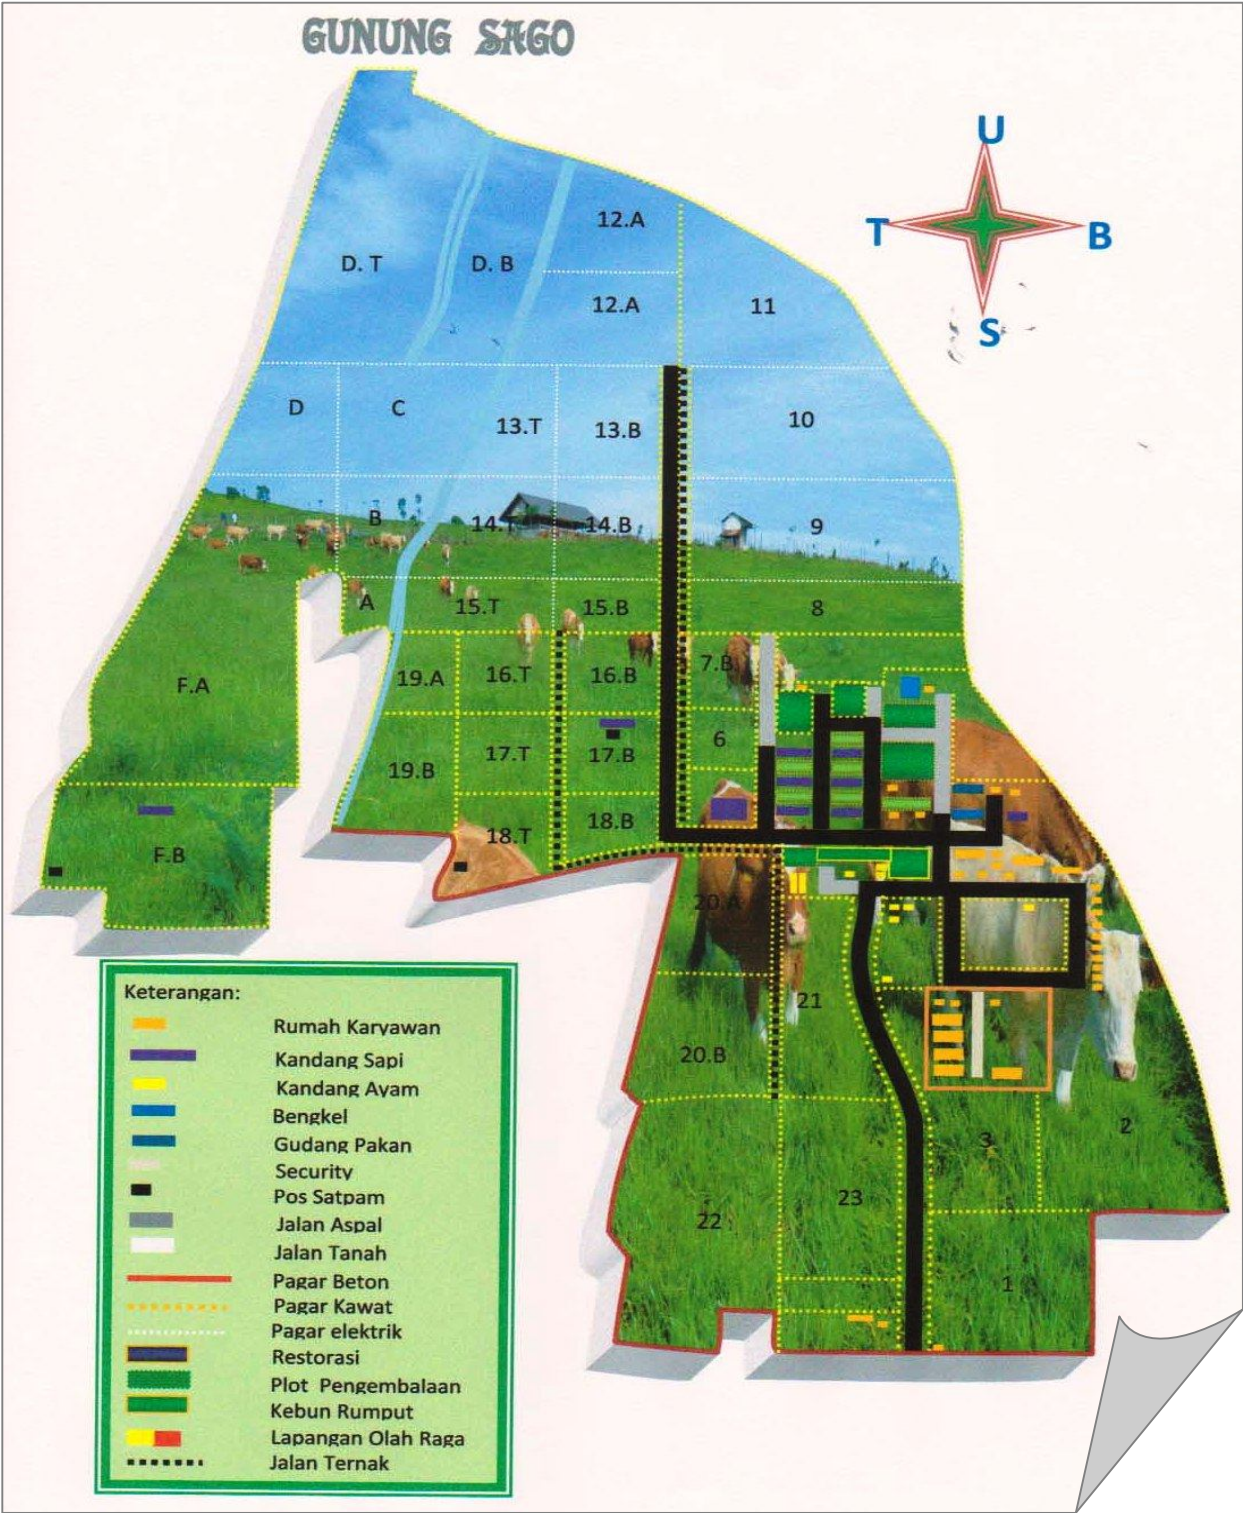 GUNUNG SAGO
U
T
B
S
12.A
D. T
D. B
12.A
11
D
C
13.T
13.B
10
B
14.T
14.B
9
A
15.T
15.B
8
7.B
F.A
19.A
16.T
16.B
6
19.B
17.T
17.B
18.T
18.B
F.B
20.A
21
20.B
3
2
23
22
1
Keterangan:
Rumah Karyawan
Kandang Sapi
Kandang Ayam
Bengkel
Gudang Pakan
Security
Pos Satpam
Jalan Aspal
Jalan Tanah
Pagar Beton
Pagar Kawat
Pagar elektrik
Restorasi
Plot Pengembalaan
Kebun Rumput
Lapangan Olah Raga
Jalan Ternak